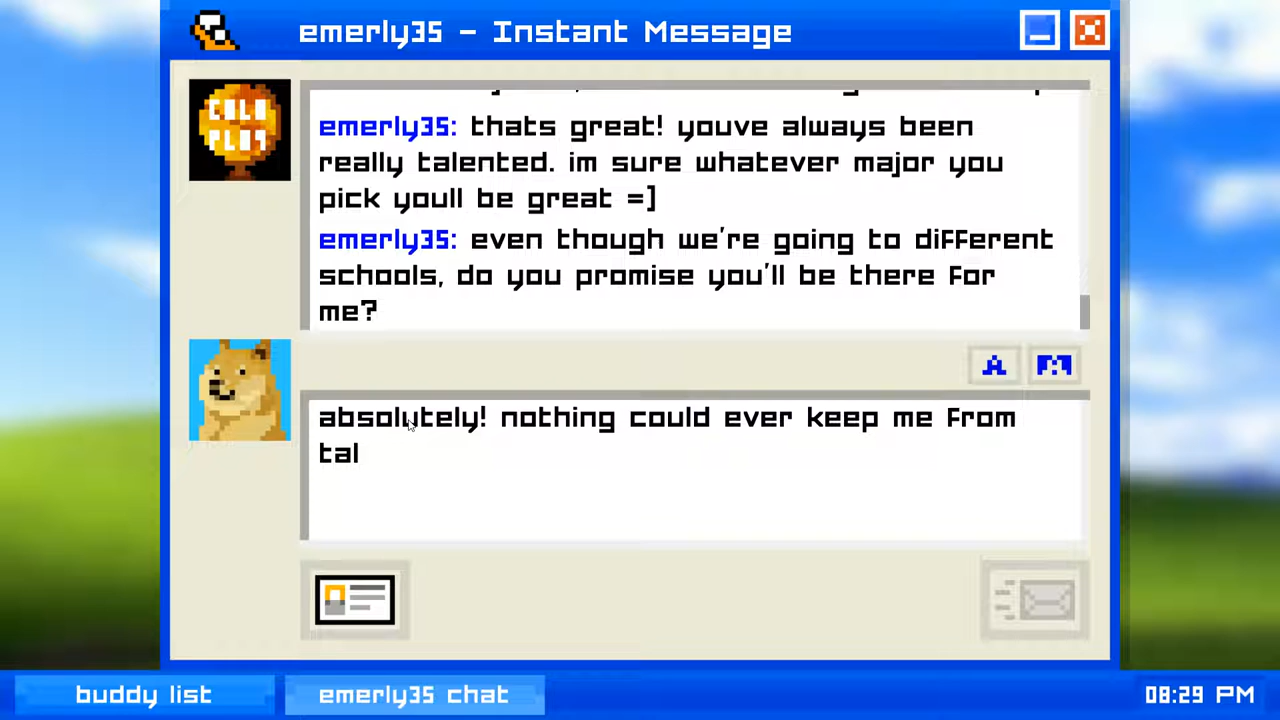 emerly35 - Instant Message
COLD
PLAY
emerly35: thats great! youve always been
really talented. im sure whatever major you
pick youll be great =]
emerly35: even though we're going to different
schools, do you promise you'll be there for
me?
A
absolutely! nothing could ever keep me from
tal
buddy list
emerly35 chat
08:29 PM